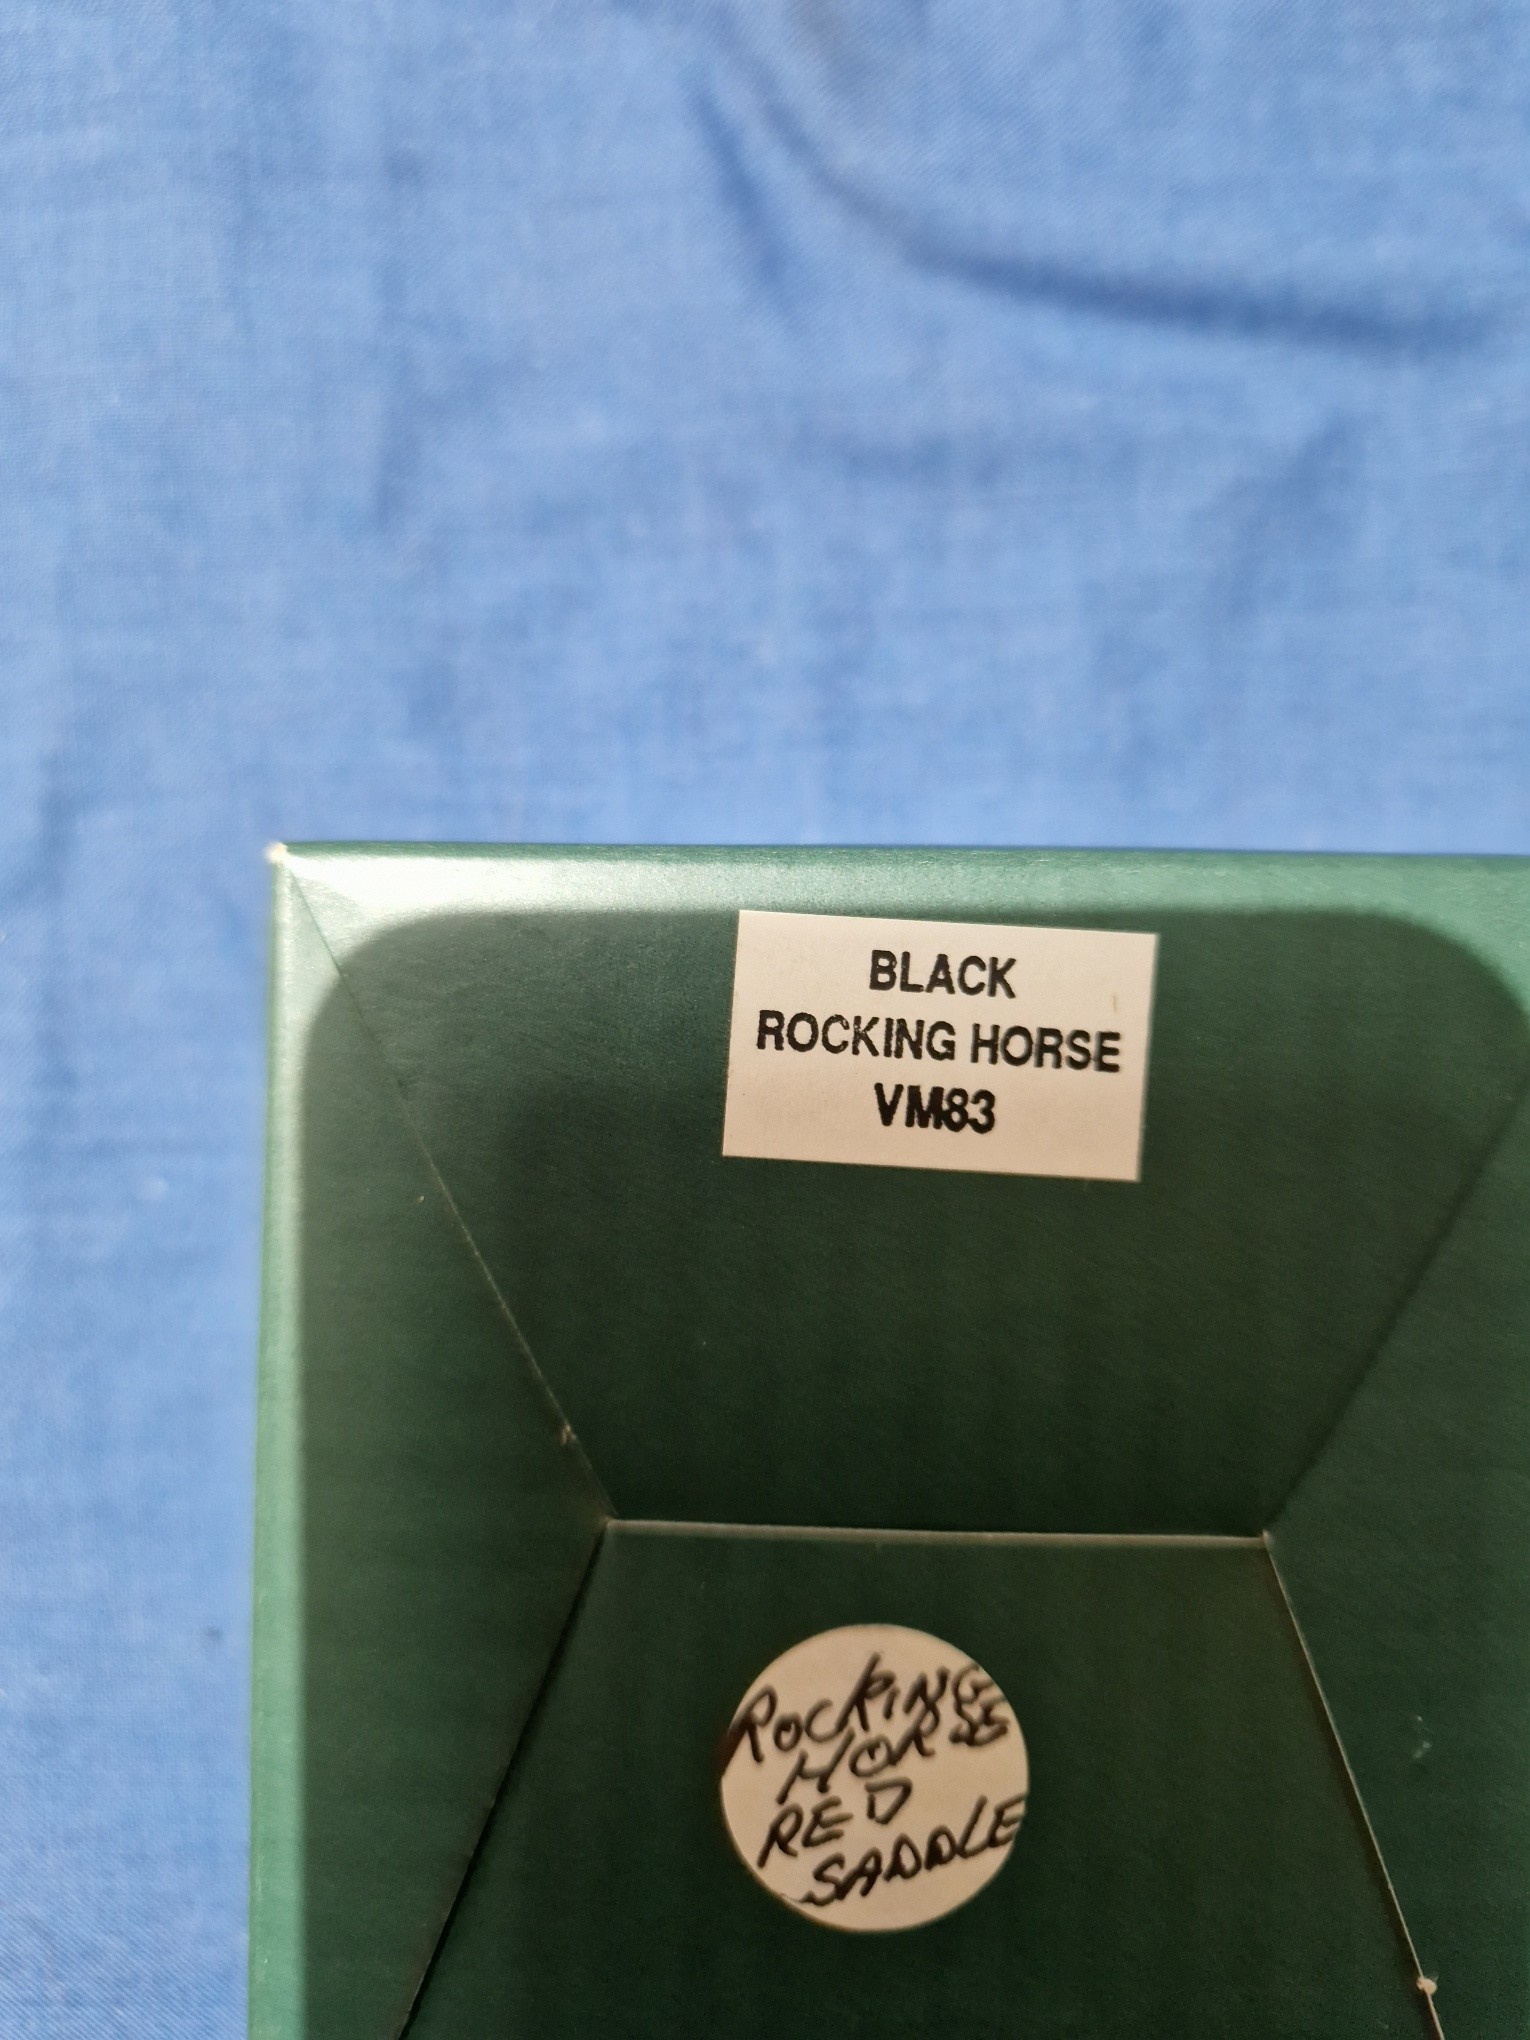 BLACK
ROCKING HORSE
VM83
ROCKING
HORSE
RED
SADDLE